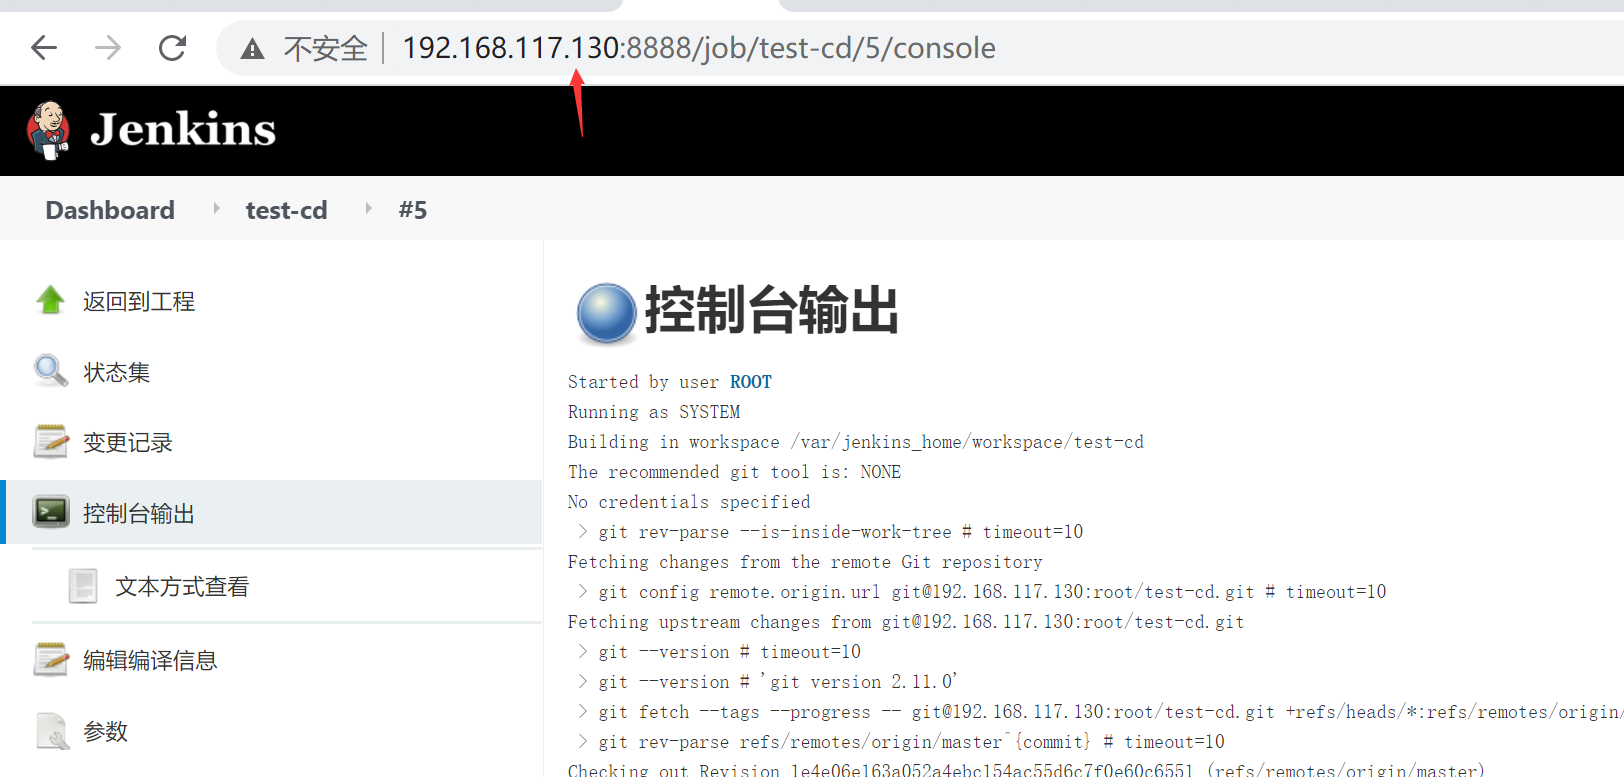 不安全 | 192.168.117.130:8888/job/test-cd/5/console
Jenkins
Dashboard test-cd #5
返回到工程
状态集
变更记录
控制台输出
文本方式查看
编辑编译信息
参数
控制台输出
Started by user ROOT
Running as SYSTEM
Building in workspace /var/jenkins_home/workspace/test-cd
The recommended git tool is: NONE
No credentials specified
> git rev-parse --is-inside-work-tree # timeout=10
Fetching changes from the remote Git repository
> git config remote.origin.url git@192.168.117.130:root/test-cd.git # timeout=10
Fetching upstream changes from git@192.168.117.130:root/test-cd.git
> git --version # timeout=10
> git --version # 'git version 2.11.0'
> git fetch --tags --progress -- git@192.168.117.130:root/test-cd.git +refs/heads/*:refs/remotes/origin/
> git rev-parse refs/remotes/origin/master^{commit} # timeout=10
Checking out Revision 1e4e06e163a052a4ebc154ac55d6c7f0e60c6551 (refs/remotes/origin/master)